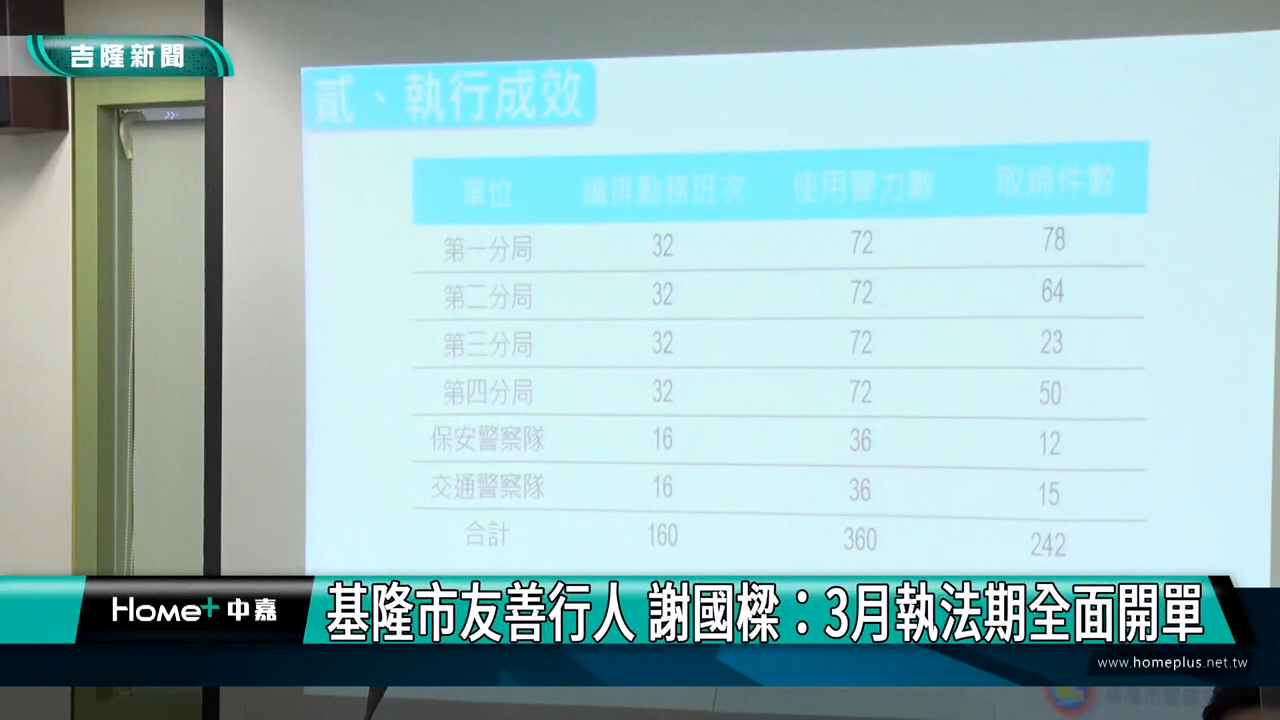 吉隆新聞
貳、執行成效
單位 編排勤務班次 使用警力數 取締件數
第一分局 32 72 78
第二分局 32 72 64
第三分局 32 72 23
第四分局 32 72 50
保安警察隊 16 36 12
交通警察隊 16 36 15
合計 160 360 242
Home+中嘉
基隆市友善行人 謝國樑：3月執法期全面開單
www.homeplus.net.tw